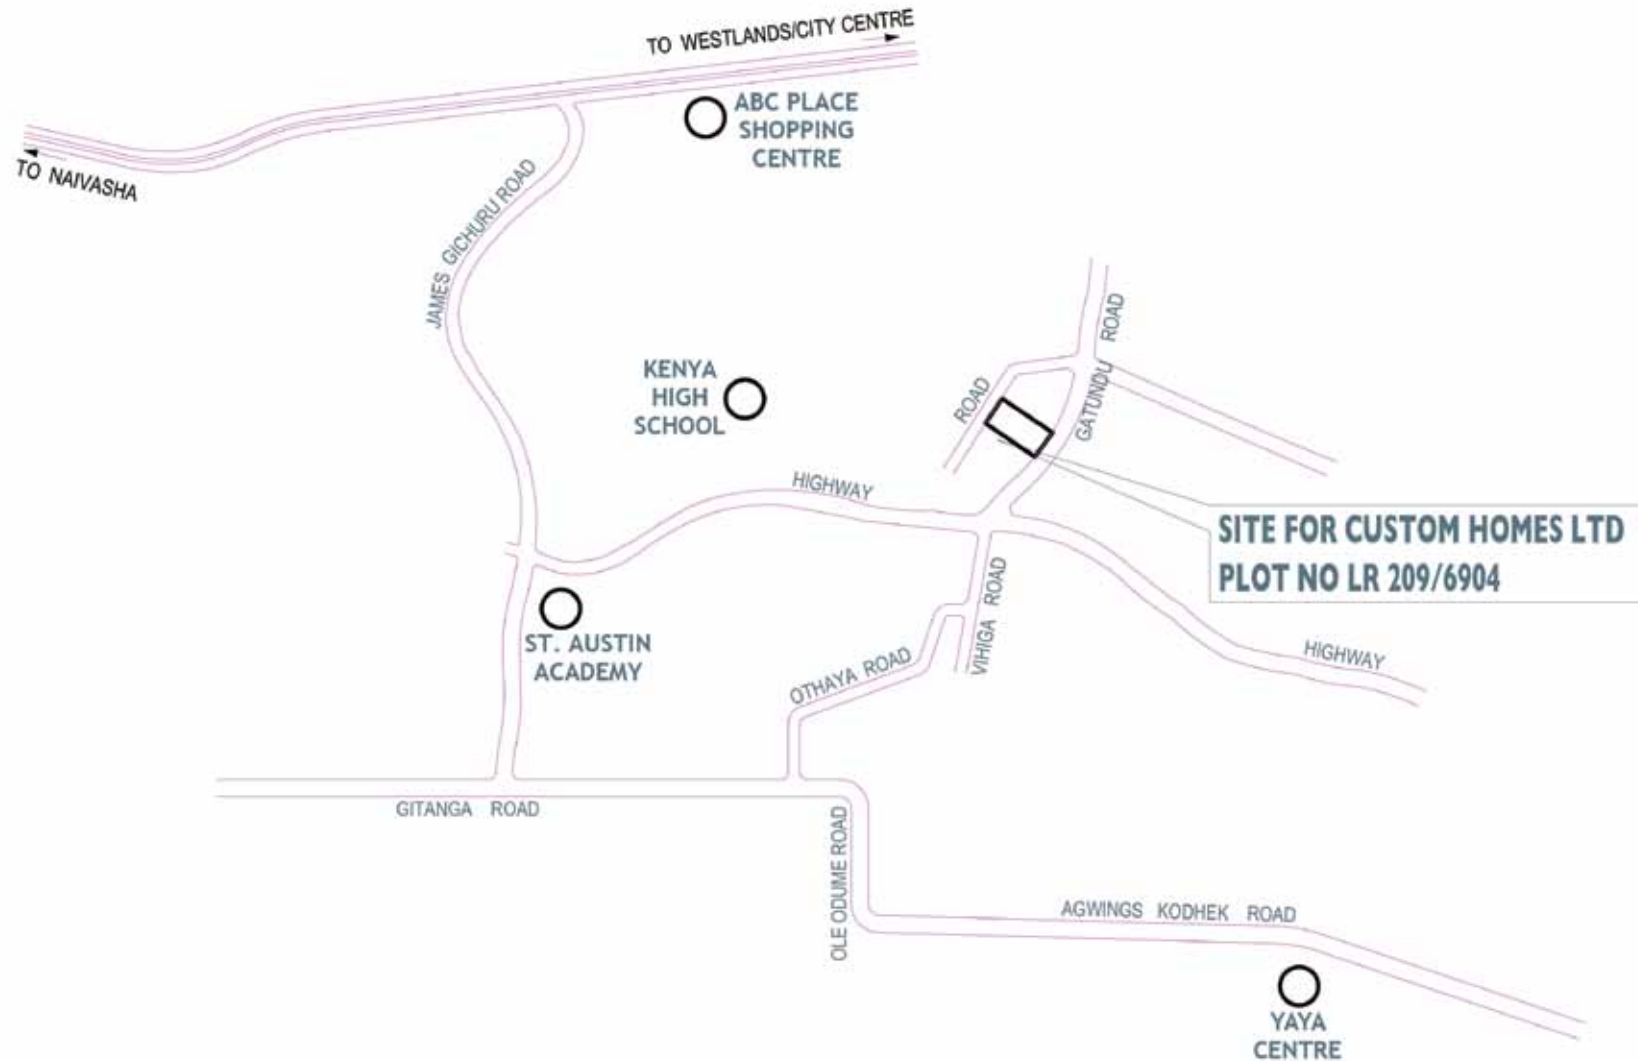 TO WESTLANDS/CITY CENTRE
ABC PLACE
SHOPPING
CENTRE
TO NAIVASHA
JAMES GICHURU ROAD
KENYA
HIGH
SCHOOL
ROAD
GATUNDU ROAD
HIGHWAY
SITE FOR CUSTOM HOMES LTD
PLOT NO LR 209/6904
ST. AUSTIN
ACADEMY
VIHIGA ROAD
OTHAYA ROAD
HIGHWAY
GITANGA ROAD
OLE ODUME ROAD
AGWINGS KODHEK ROAD
YAYA
CENTRE